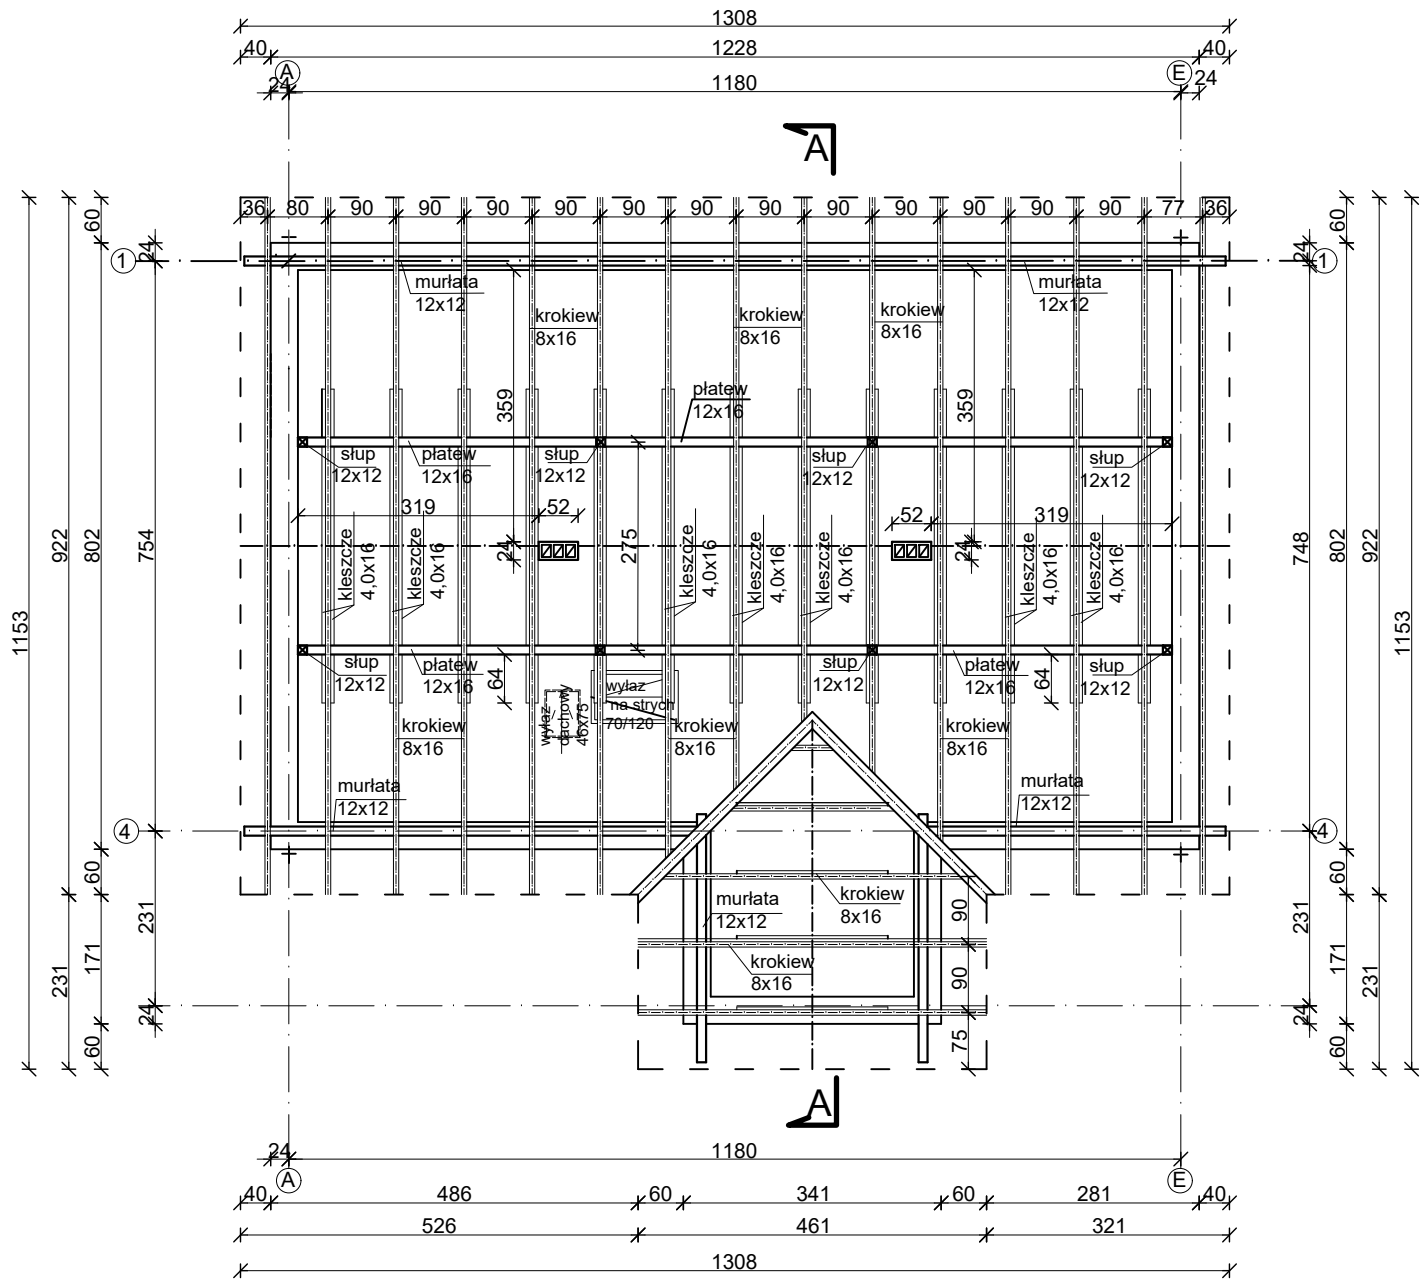 1308
40 1228 40
A E
24 1180 24
A
36 80 90 90 90 90 90 90 90 90 90 90 90 90 77 36
60 60
24 24
1 1
murłata
12x12
murłata
12x12
krokiew
8x16
krokiew
8x16
krokiew
8x16
359 359
płatew
12x16
słup
12x12
płatew
12x16
słup
12x12
słup
12x12
słup
12x12
319 52 52 319
1153 922 802 754
24 275 24
748 802 922 1153
kleszcze
4,0x16
kleszcze
4,0x16
kleszcze
4,0x16
kleszcze
4,0x16
kleszcze
4,0x16
kleszcze
4,0x16
kleszcze
4,0x16
słup
12x12
płatew
12x16
64
słup
12x12
płatew
12x16
64
słup
12x12
wyłaz
dachowy
46x75
wyłaz
na strych
70/120
krokiew
8x16
krokiew
8x16
krokiew
8x16
murłata
12x12
murłata
12x12
4 4
60 60
231 171 231
231 171 231
murłata
12x12
krokiew
8x16
90
krokiew
8x16
90
75
24 24
60 60
A
24 1180
A E
40 486 60 341 60 281 40
526 461 321
1308